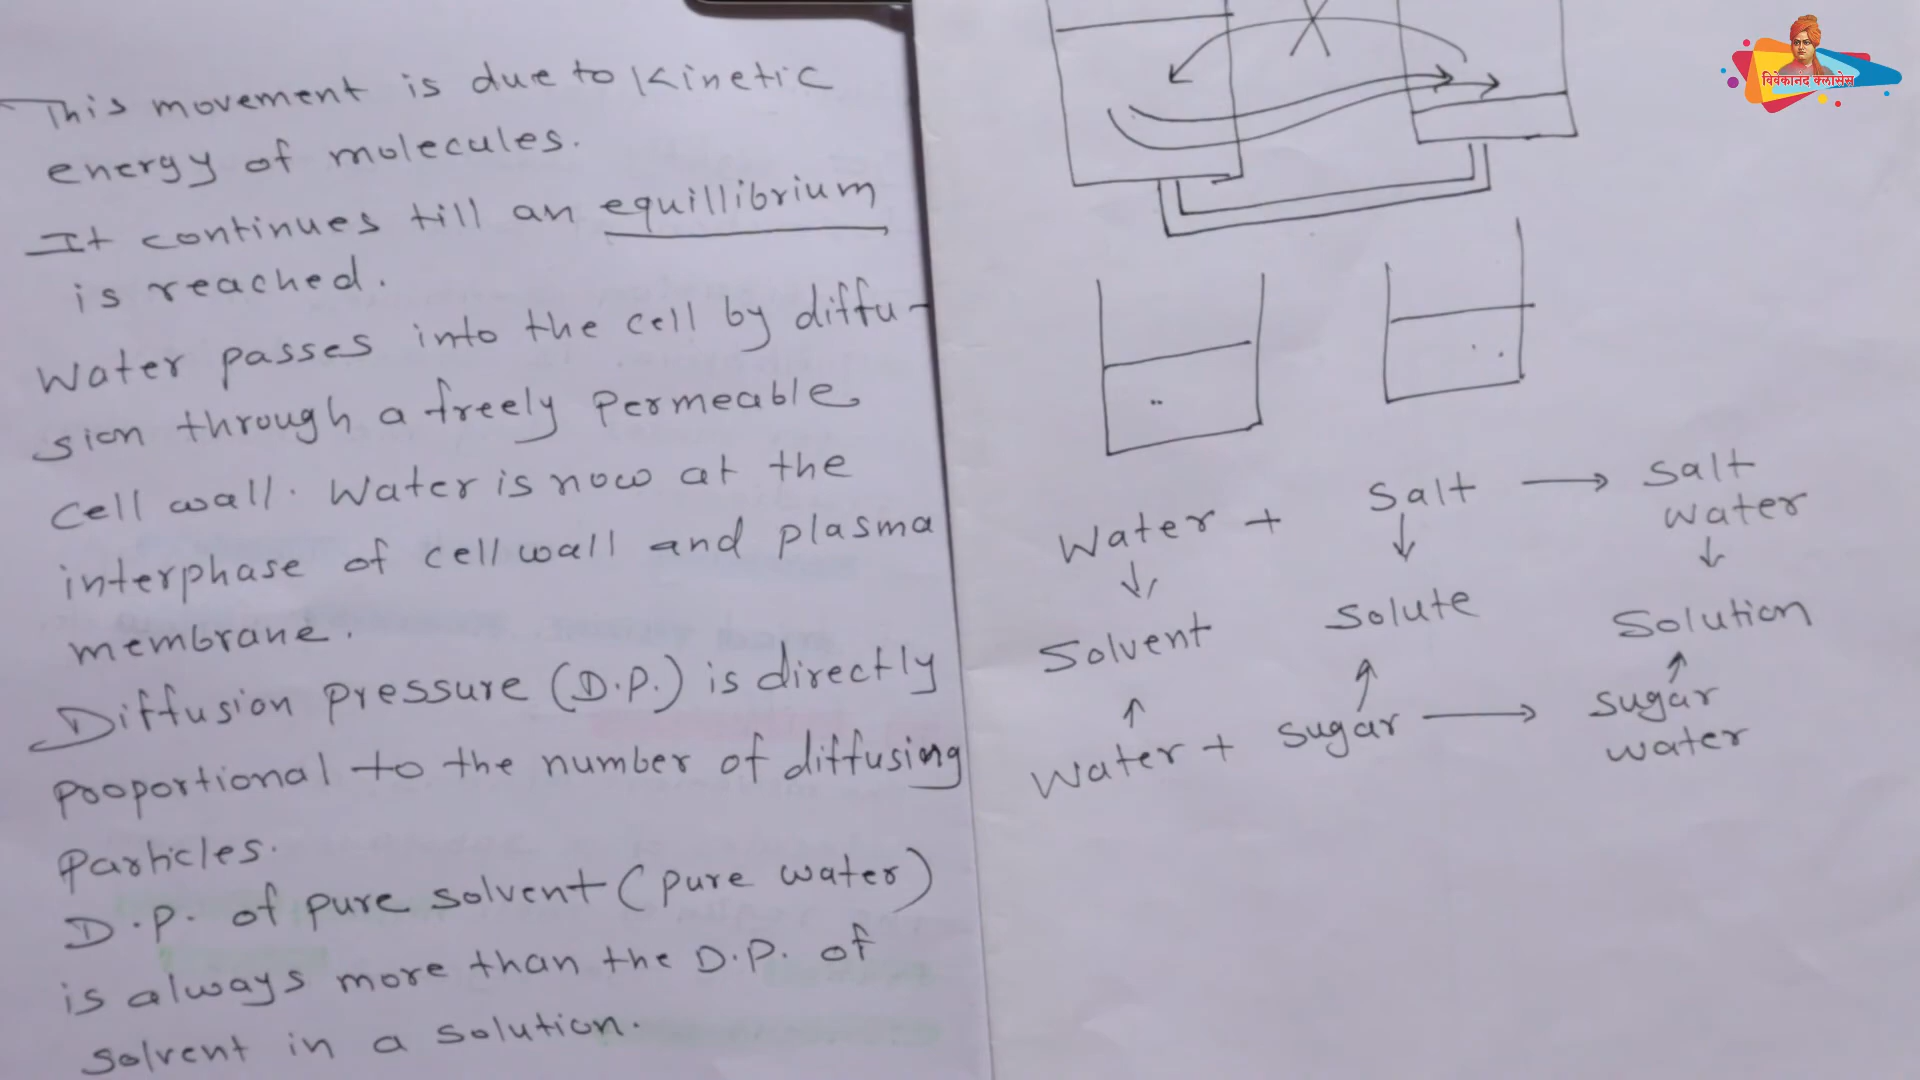 This movement is due to Kinetic
energy of molecules.
It continues till an equillibrium
is reached.
Water passes into the cell by diffu-
sion through a freely permeable
cell wall. Water is now at the
interphase of cell wall and plasma
membrane.
Diffusion pressure (D.P.) is directly
proportional to the number of diffusing
particles.
D.P. of pure solvent (pure water)
is always more than the D.P. of
solvent in a solution.
विवेकानंद क्लासेस
Water + Salt → Salt
water
↓ ↓ ↓
Solvent Solute Solution
↑ ↑ ↑
Water + sugar → sugar
water